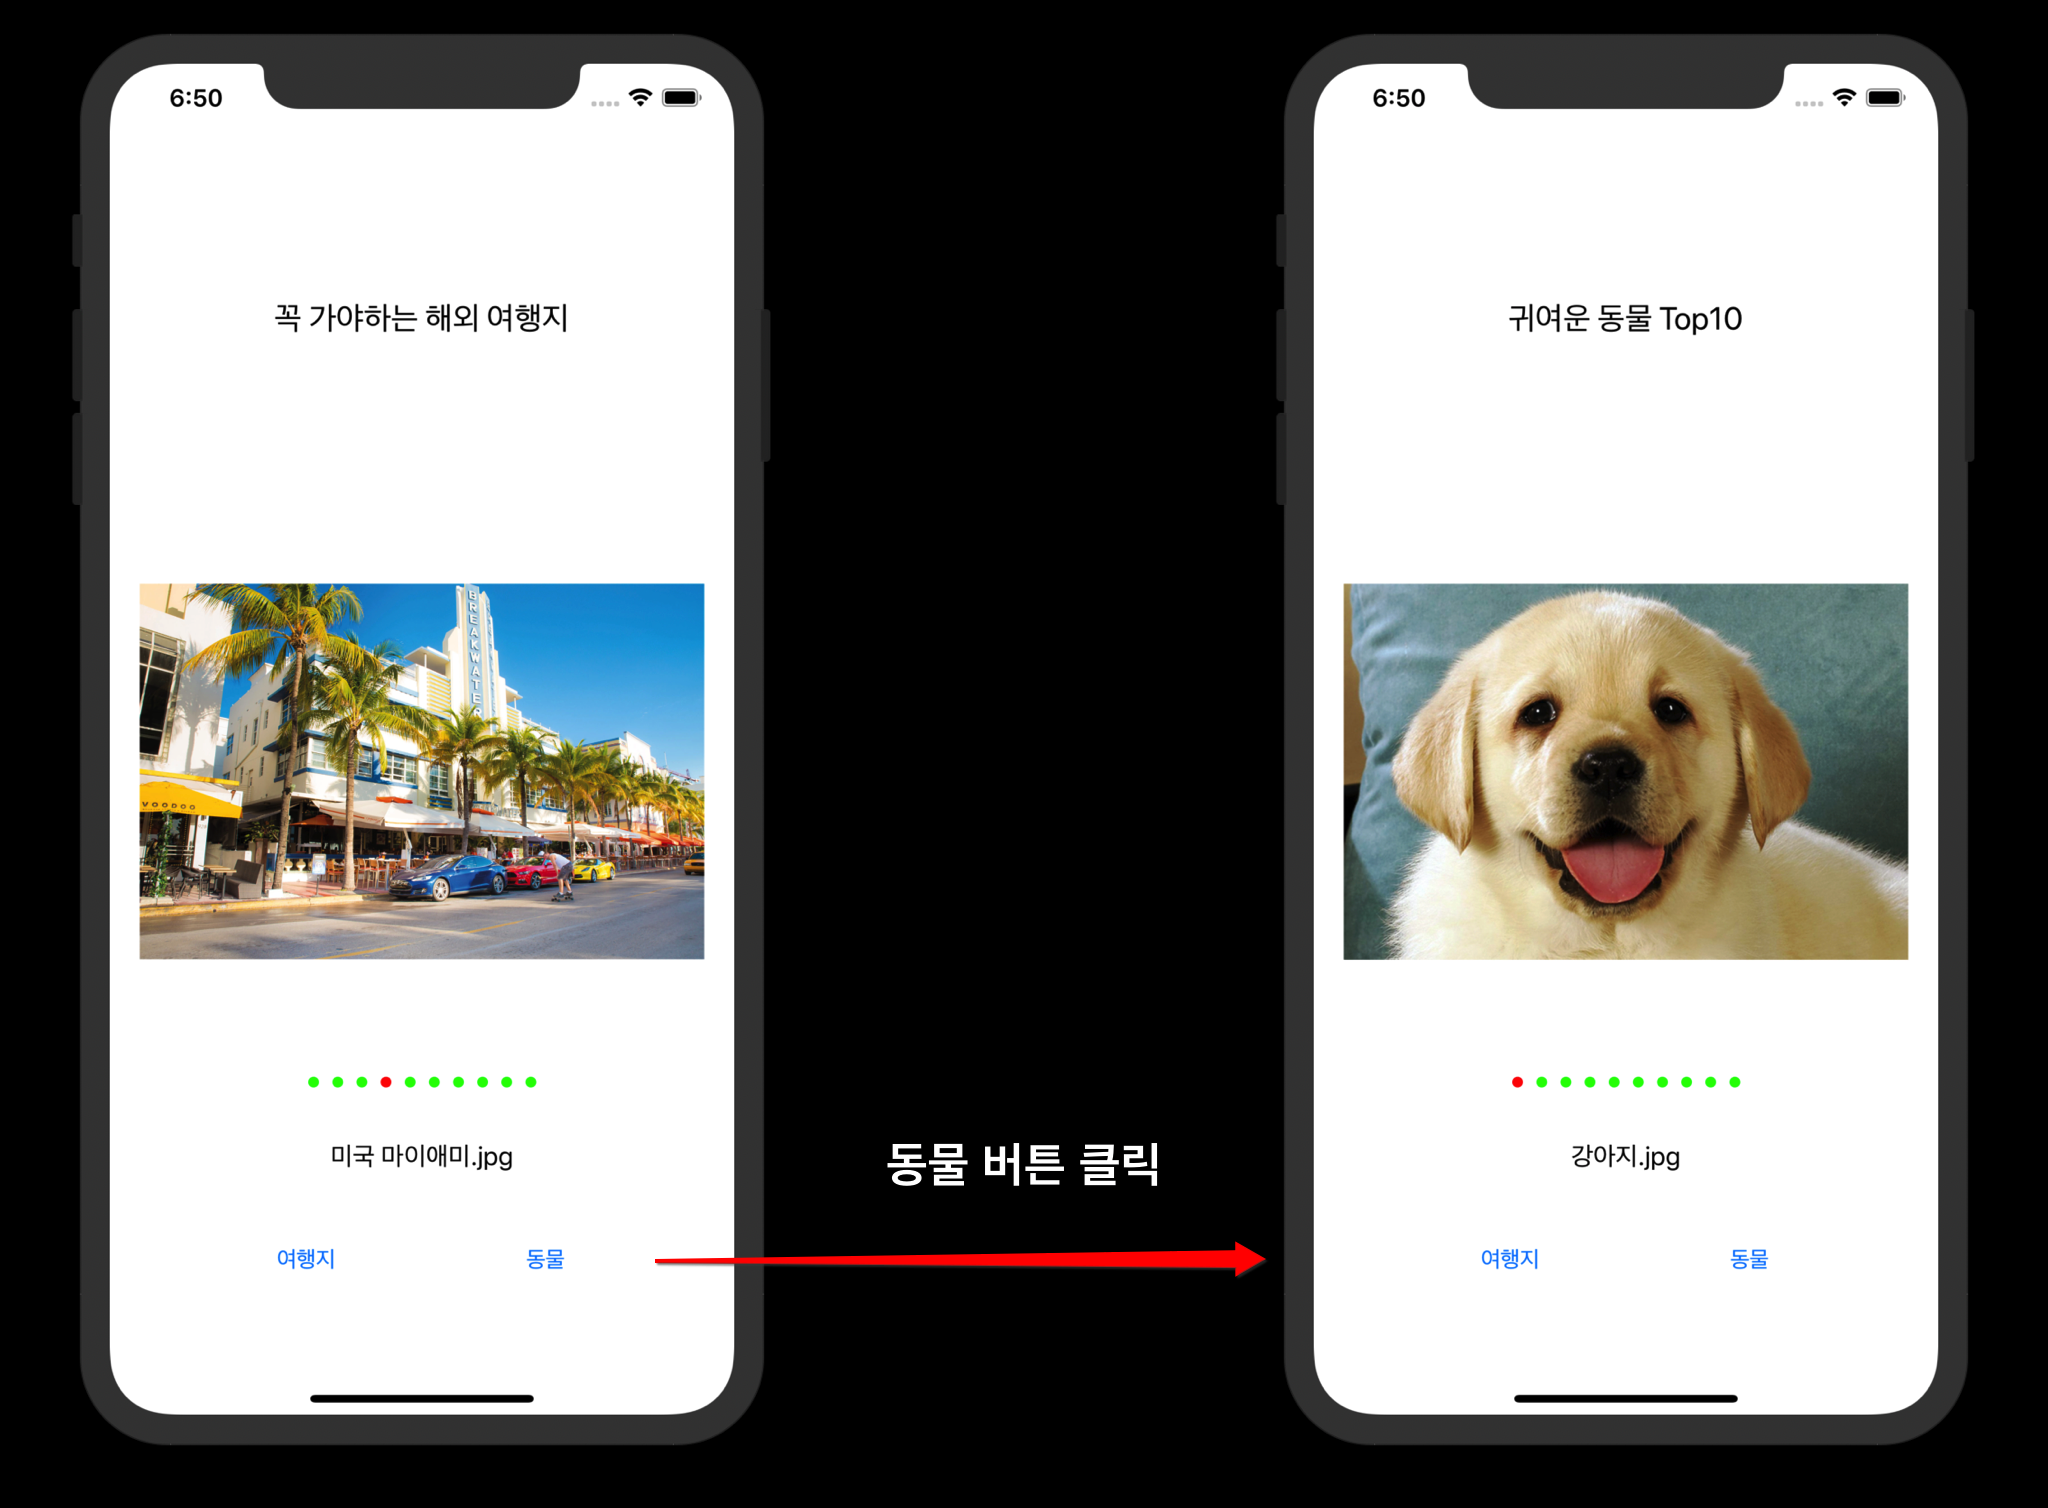 6:50
꼭 가야하는 해외 여행지
BREAKWATER
VOODOO
미국 마이애미.jpg
여행지 동물
동물 버튼 클릭
6:50
귀여운 동물 Top10
강아지.jpg
여행지 동물